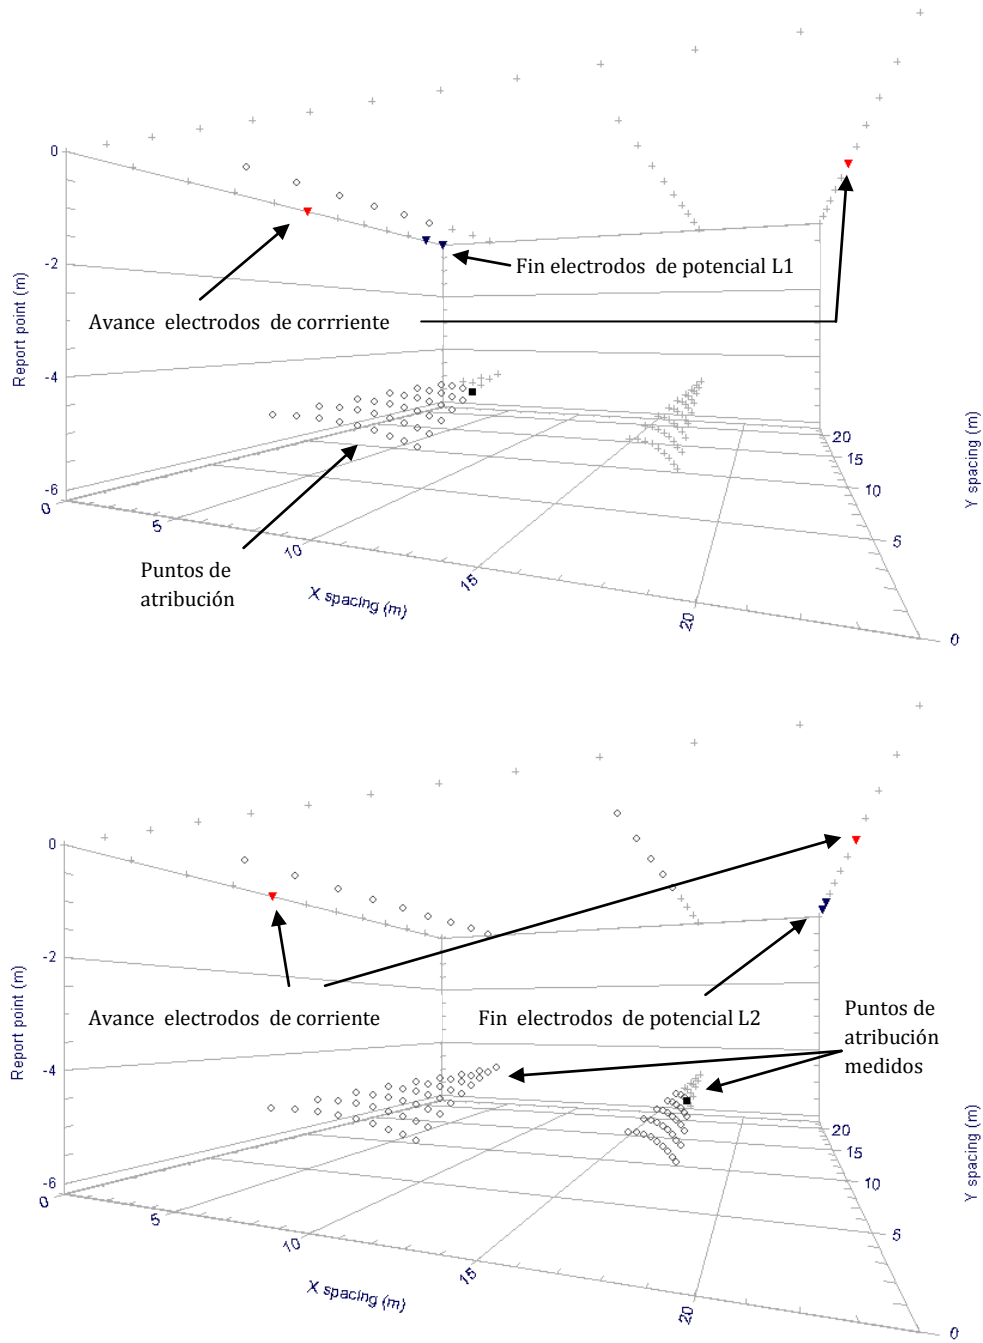 0
-2
-4
-6
Report point (m)
Fin electrodos de potencial L1
Avance electrodos de corrriente
Puntos de
atribución
0
5
10
15
20
X spacing (m)
20
15
10
5
0
Y spacing (m)
0
-2
-4
-6
Report point (m)
Avance electrodos de corriente
Fin electrodos de potencial L2
Puntos de
atribución
medidos
0
5
10
15
20
X spacing (m)
20
15
10
5
0
Y spacing (m)